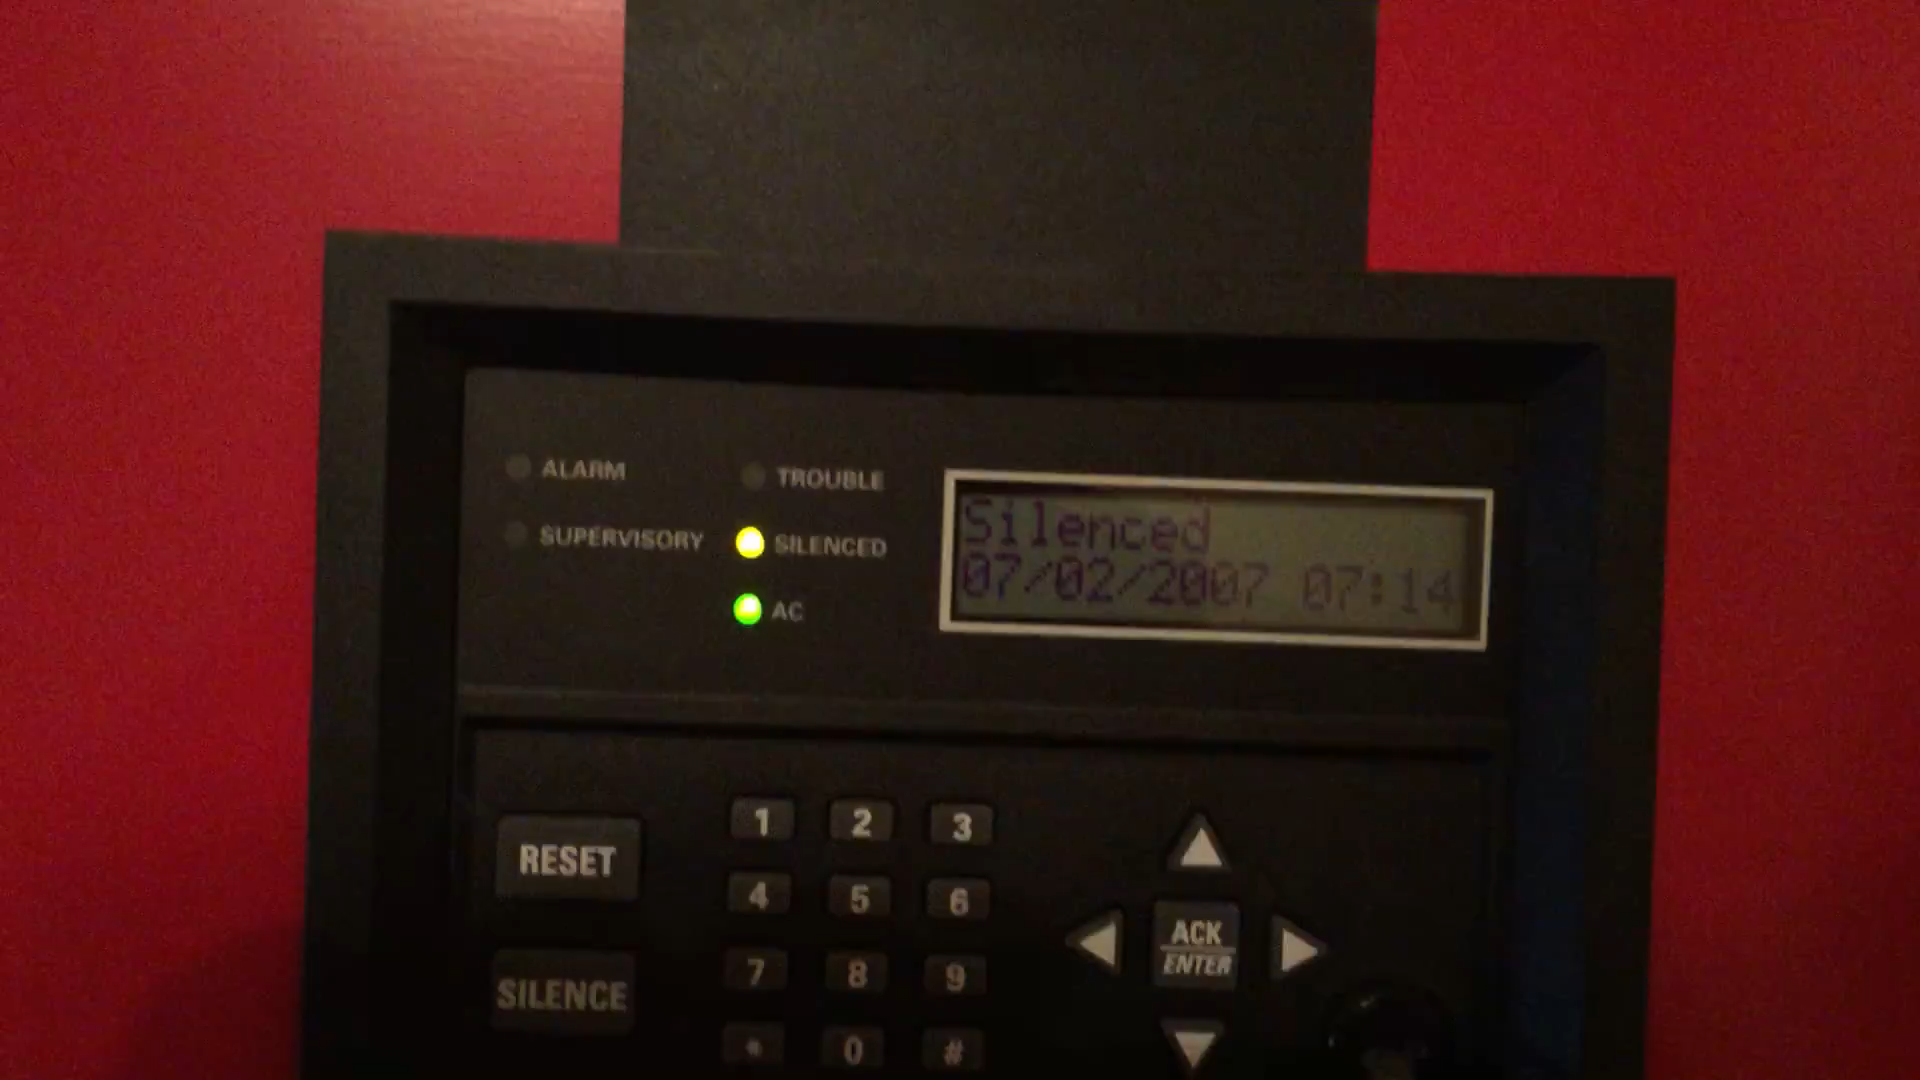 ALARM
TROUBLE
SUPERVISORY
SILENCED
AC
Silenced
07/02/2007 07:14
RESET
1 2 3
4 5 6
ACK
ENTER
SILENCE
7 8 9
* 0 #